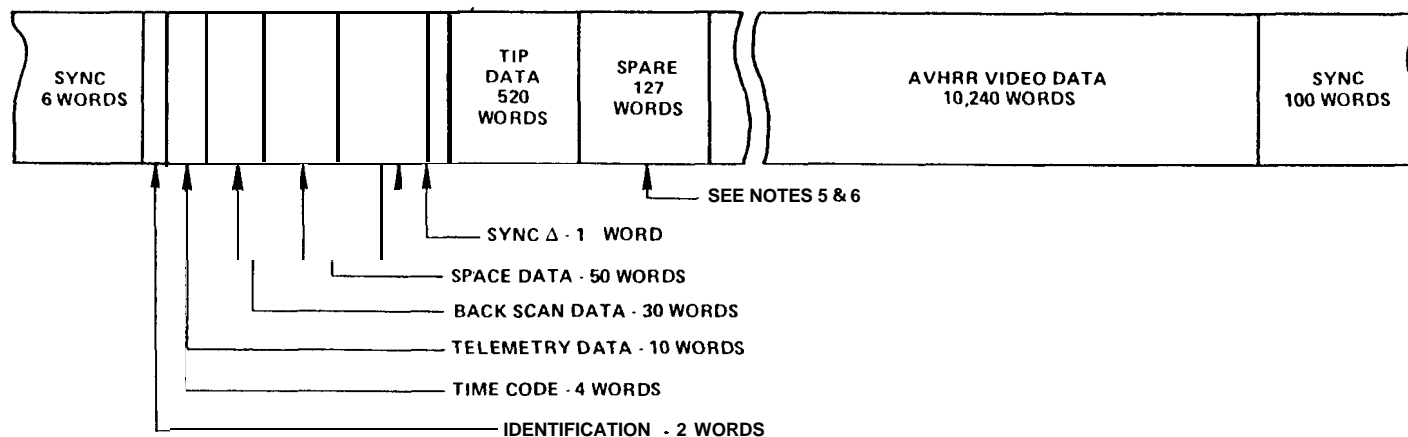 SYNC
6 WORDS
TIP
DATA
520
WORDS
SPARE
127
WORDS
AVHRR VIDEO DATA
10,240 WORDS
SYNC
100 WORDS
SEE NOTES 5 & 6
SYNC Δ - 1 WORD
SPACE DATA - 50 WORDS
BACK SCAN DATA - 30 WORDS
TELEMETRY DATA - 10 WORDS
TIME CODE - 4 WORDS
IDENTIFICATION - 2 WORDS